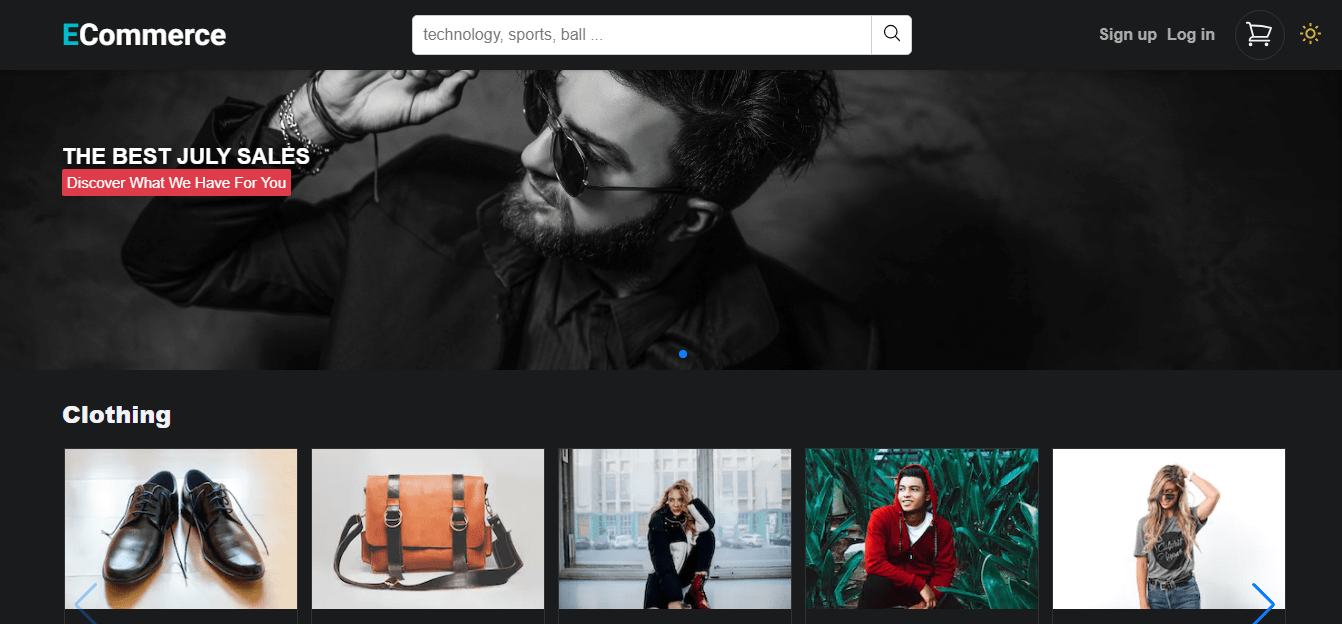 ECommerce
technology, sports, ball ...
Sign up Log in
THE BEST JULY SALES
Discover What We Have For You
Clothing